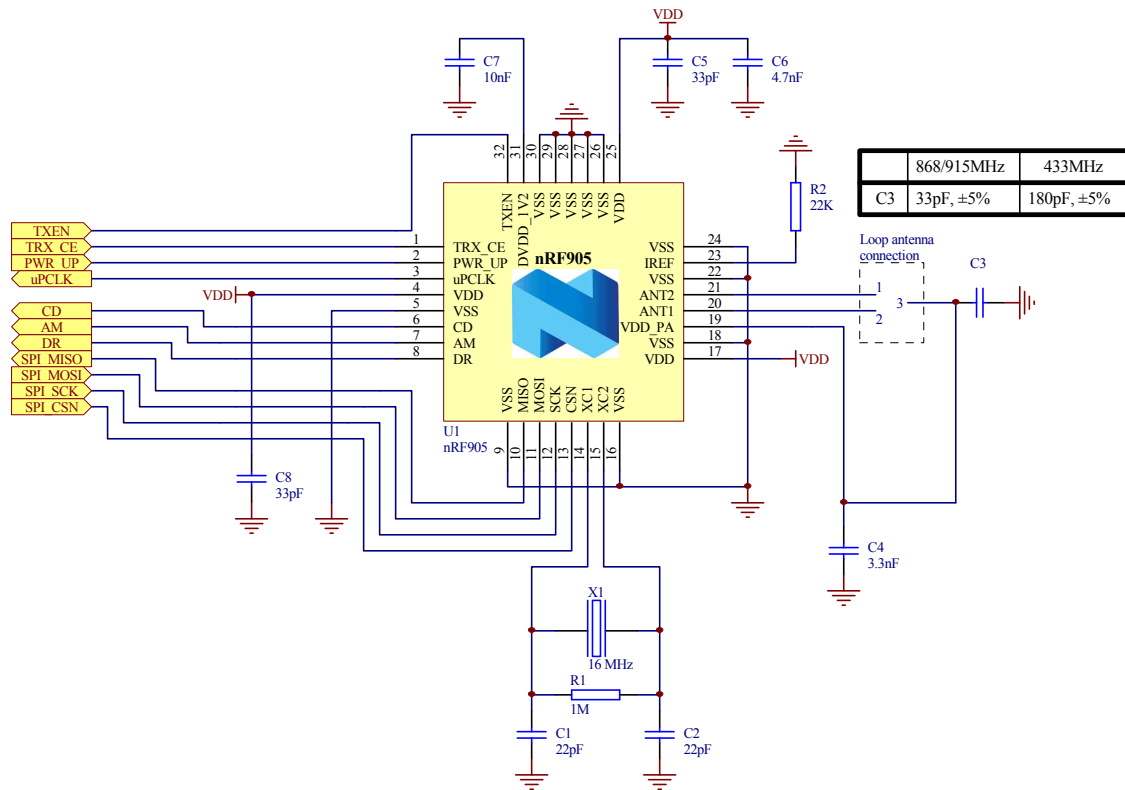 VDD
C7
10nF
C5
33pF
C6
4.7nF
32
31
30
29
28
27
26
25
868/915MHz 433MHz
C3 33pF, ±5% 180pF, ±5%
R2
22K
TXEN
DVDD_1V2
VSS
VSS
VSS
VSS
VSS
VDD
TXEN
TRX_CE
PWR_UP
uPCLK
VDD
CD
AM
DR
SPI_MISO
SPI_MOSI
SPI_SCK
SPI_CSN
1 TRX_CE
2 PWR_UP
3 uPCLK
4 VDD
5 VSS
6 CD
7 AM
8 DR
nRF905
VSS 24
IREF 23
VSS 22
ANT2 21
ANT1 20
VDD_PA 19
VSS 18
VDD 17
VDD
Loop antenna
connection
1
2
3
C3
VSS
MISO
MOSI
SCK
CSN
XC1
XC2
VSS
U1
nRF905
9
10
11
12
13
14
15
16
C8
33pF
C4
3.3nF
X1
16 MHz
R1
1M
C1
22pF
C2
22pF